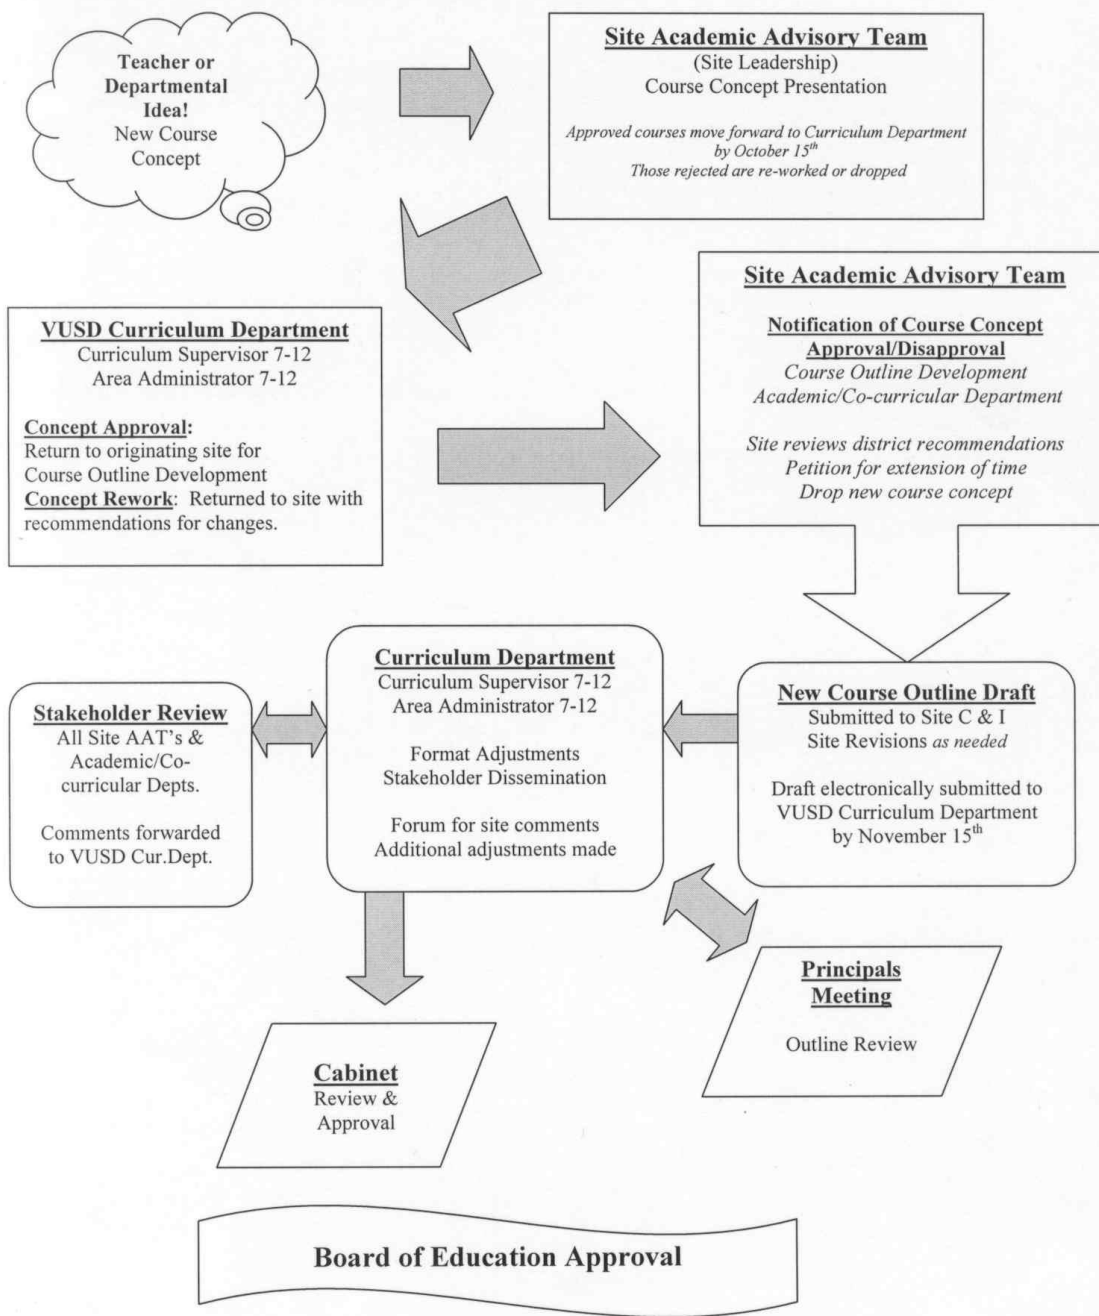 Teacher or
Departmental
Idea!
New Course
Concept
Site Academic Advisory Team
(Site Leadership)
Course Concept Presentation
Approved courses move forward to Curriculum Department
by October 15th
Those rejected are re-worked or dropped
VUSD Curriculum Department
Curriculum Supervisor 7-12
Area Administrator 7-12
Concept Approval:
Return to originating site for
Course Outline Development
Concept Rework: Returned to site with
recommendations for changes.
Site Academic Advisory Team
Notification of Course Concept
Approval/Disapproval
Course Outline Development
Academic/Co-curricular Department
Site reviews district recommendations
Petition for extension of time
Drop new course concept
New Course Outline Draft
Submitted to Site C & I
Site Revisions as needed
Draft electronically submitted to
VUSD Curriculum Department
by November 15th
Curriculum Department
Curriculum Supervisor 7-12
Area Administrator 7-12
Format Adjustments
Stakeholder Dissemination
Forum for site comments
Additional adjustments made
Stakeholder Review
All Site AAT's &
Academic/Co-
curricular Depts.
Comments forwarded
to VUSD Cur.Dept.
Principals
Meeting
Outline Review
Cabinet
Review &
Approval
Board of Education Approval